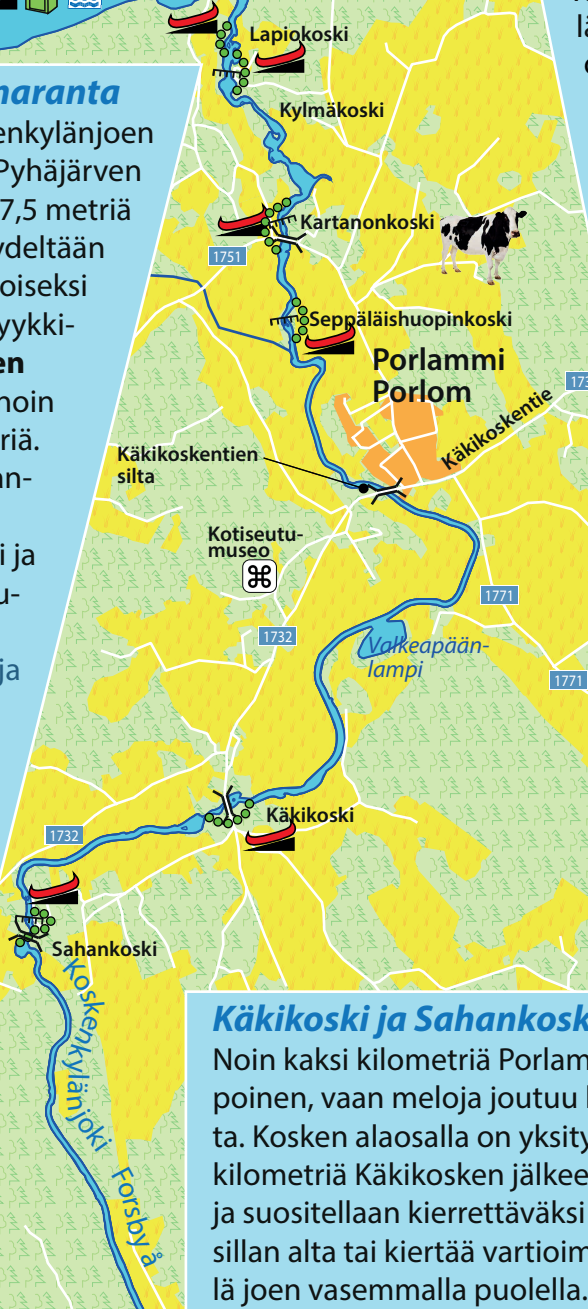 Lapiokoski
Kylmäkoski
Kartanonkoski
1751
Seppäläishuopinkoski
Porlammi
Porlom
Käkikoskentie
Käkikoskentien
silta
Kotiseutu-
museo
1732
1771
Valkeapään-
lampi
1771
Käkikoski
1732
Sahankoski
Koskenkylänjoki
Forsby å
enkylänjoen
Pyhäjärven
7,5 metriä
ydeltään
oiseksi
yykki-
en
noin
riä.
nn-
i ja
u-
ja
Käkikoski ja Sahankosk
Noin kaksi kilometriä Porlam
poinen, vaan meloja joutuu
ta. Kosken alaosalla on yksity
kilometriä Käkikosken jälkee
ja suositellaan kierrettäväksi
sillan alta tai kiertää vartioim
lä joen vasemmalla puolella.